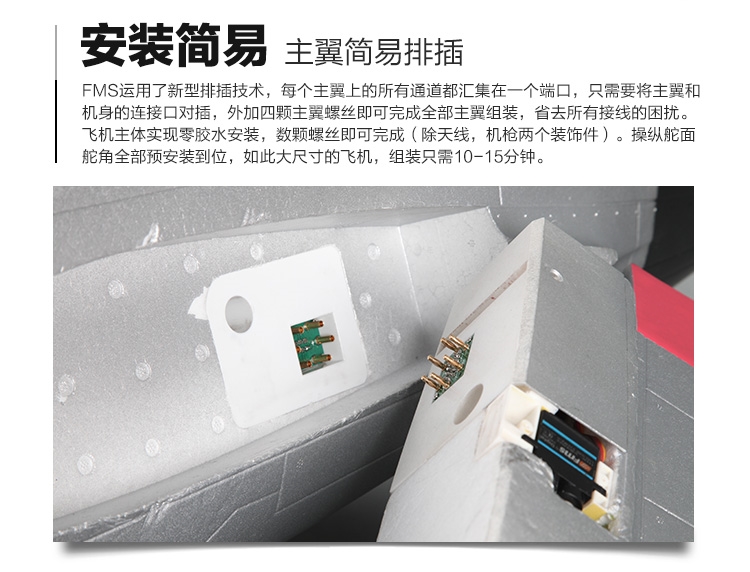 安装简易 主翼简易排插
FMS运用了新型排插技术，每个主翼上的所有通道都汇集在一个端口，只需要将主翼和
机身的连接口对插，外加四颗主翼螺丝即可完成全部主翼组装，省去所有接线的困扰。
飞机主体实现零胶水安装，数颗螺丝即可完成（除天线，机枪两个装饰件）。操纵舵面
舵角全部预安装到位，如此大尺寸的飞机，组装只需10-15分钟。
FMS